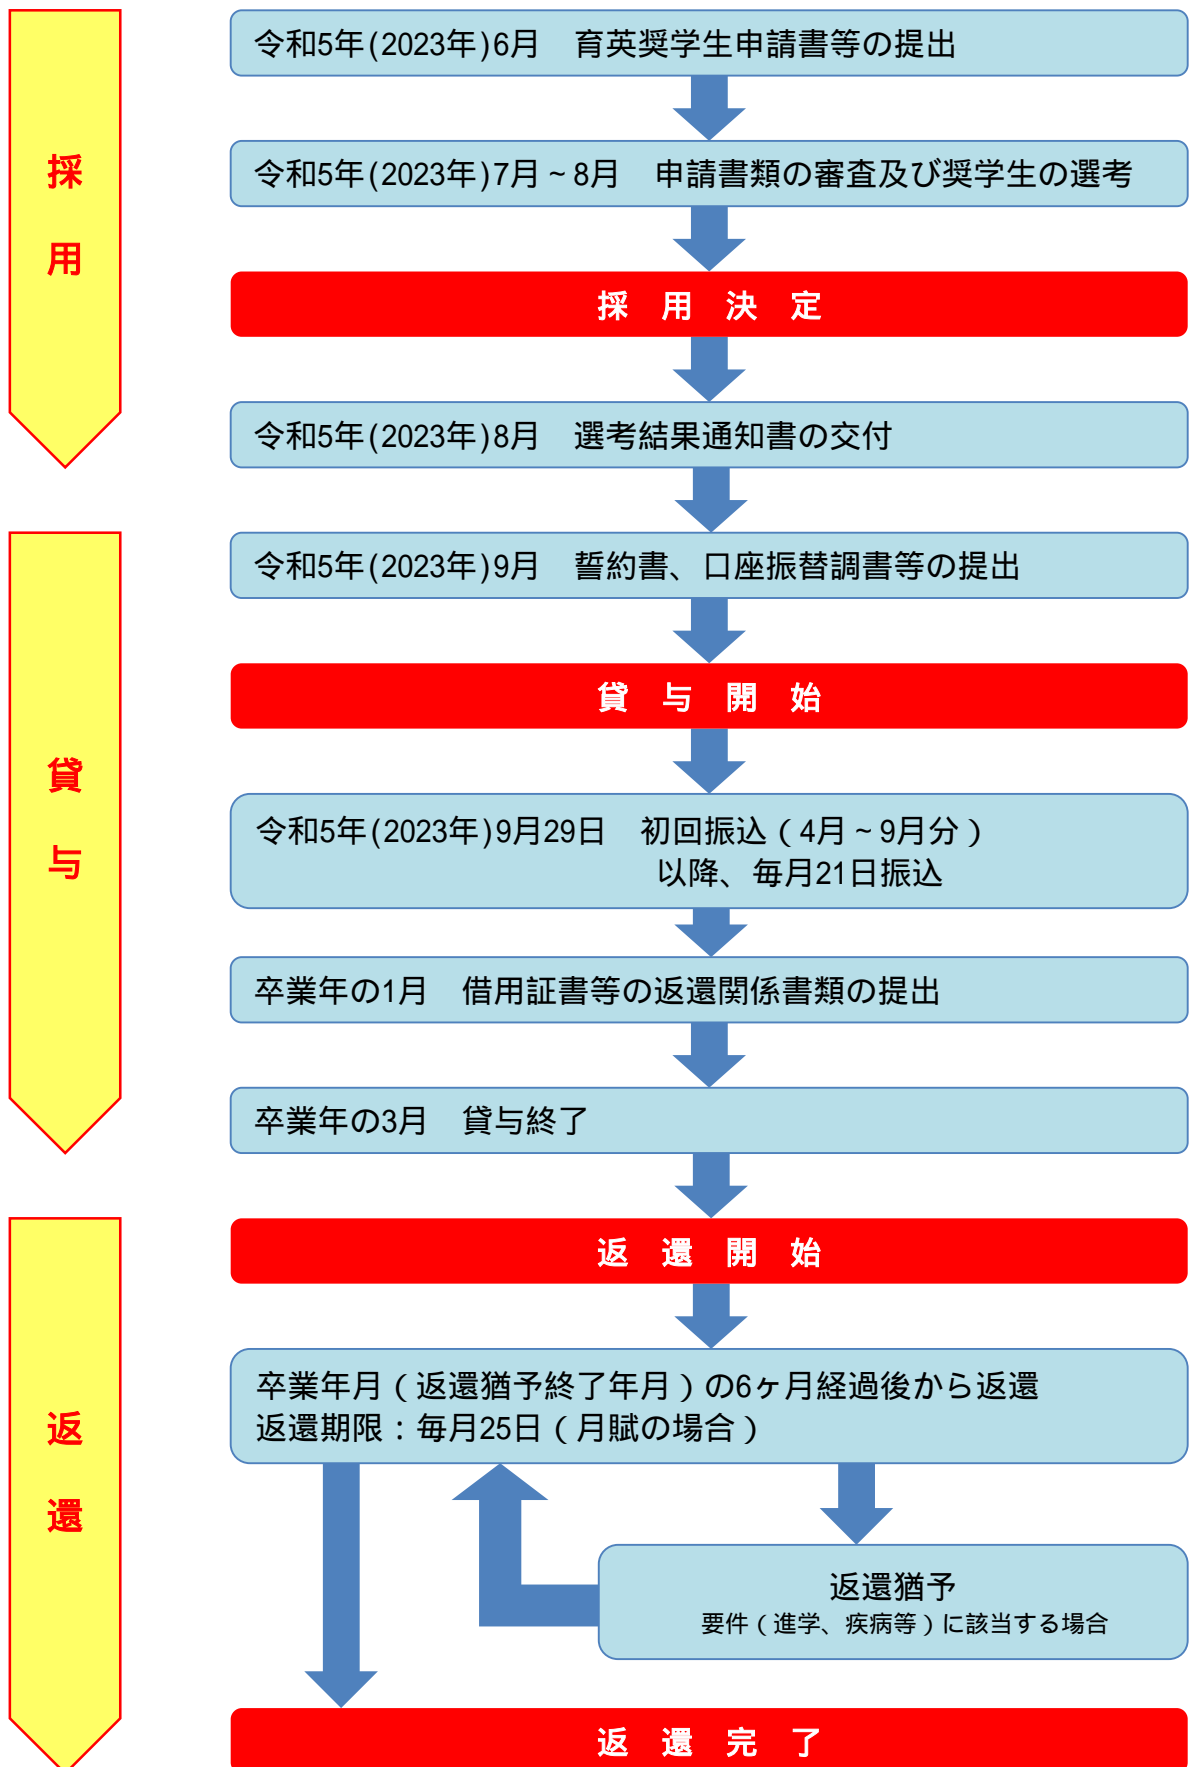 採用
令和5年(2023年)6月　育英奨学生申請書等の提出
令和5年(2023年)7月～8月　申請書類の審査及び奨学生の選考
採　用　決　定
令和5年(2023年)8月　選考結果通知書の交付
貸与
令和5年(2023年)9月　誓約書、口座振替調書等の提出
貸　与　開　始
令和5年(2023年)9月29日　初回振込（4月～9月分）
以降、毎月21日振込
卒業年の1月　借用証書等の返還関係書類の提出
卒業年の3月　貸与終了
返還
返　還　開　始
卒業年月（返還猶予終了年月）の6ヶ月経過後から返還
返還期限：毎月25日（月賦の場合）
返還猶予
要件（進学、疾病等）に該当する場合
返　還　完　了